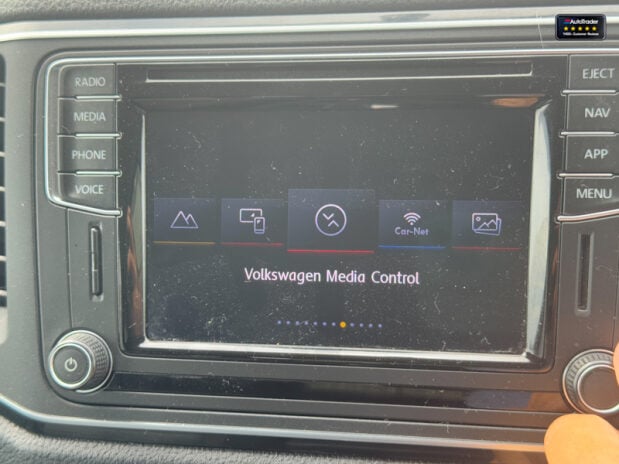 AutoTrader
RADIO
MEDIA
PHONE
VOICE
EJECT
NAV
APP
MENU
Car-Net
Volkswagen Media Control